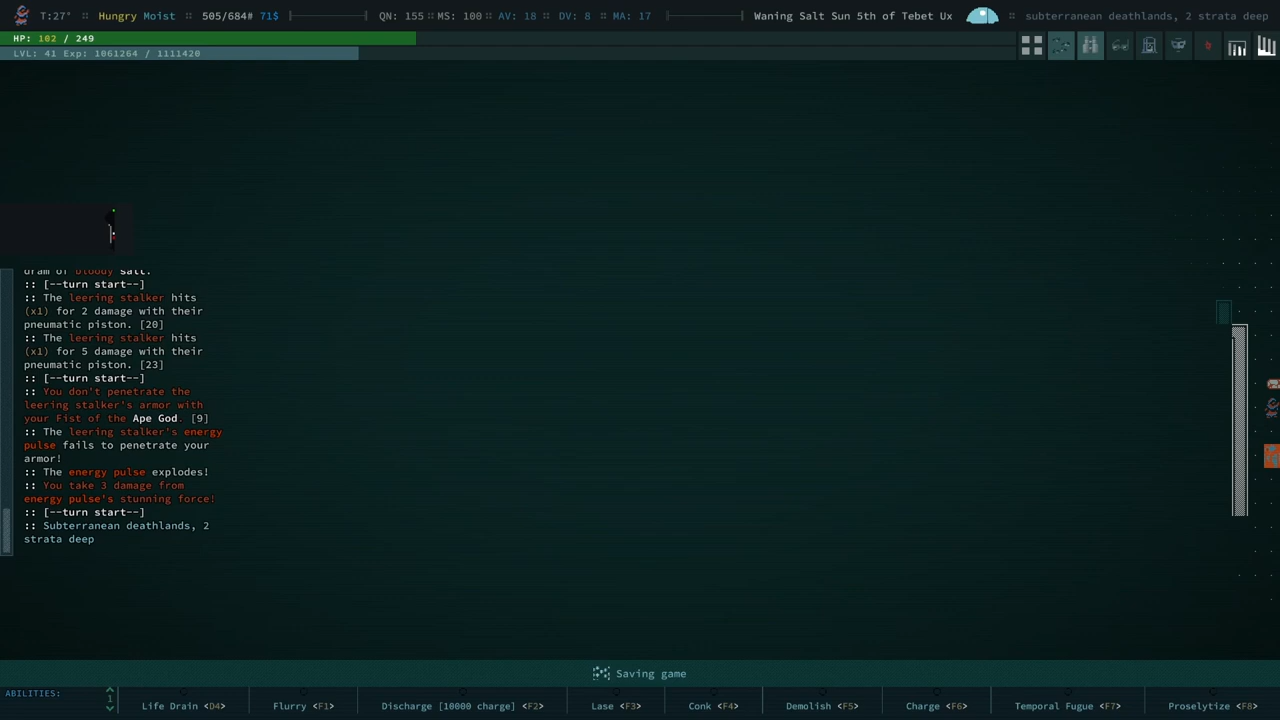 T:27° :: Hungry Moist :: 505/684# 71$ QN: 155 :: MS: 100 :: AV: 18 :: DV: 8 :: MA: 17 Waning Salt Sun 5th of Tebet Ux :: subterranean deathlands, 2 strata deep
HP: 102 / 249
LVL: 41 Exp: 1061264 / 1111420
dram of bloody salt.
:: [--turn start--]
:: The leering stalker hits
(x1) for 2 damage with their
pneumatic piston. [20]
:: The leering stalker hits
(x1) for 5 damage with their
pneumatic piston. [23]
:: [--turn start--]
:: You don't penetrate the
leering stalker's armor with
your Fist of the Ape God. [9]
:: The leering stalker's energy
pulse fails to penetrate your
armor!
:: The energy pulse explodes!
:: You take 3 damage from
energy pulse's stunning force!
:: [--turn start--]
:: Subterranean deathlands, 2
strata deep
Saving game
ABILITIES: 1 Life Drain <D4> Flurry <F1> Discharge [10000 charge] <F2> Lase <F3> Conk <F4> Demolish <F5> Charge <F6> Temporal Fugue <F7> Proselytize <F8>